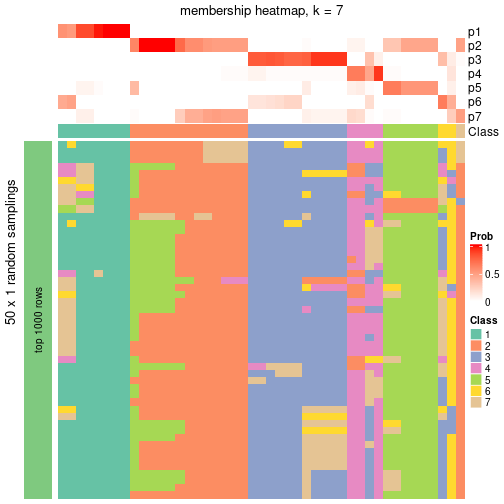 membership heatmap, k = 7
p1
p2
p3
p4
p5
p6
p7
Class
50 x 1 random samplings
top 1000 rows
Prob
1
0.5
0
Class
1
2
3
4
5
6
7